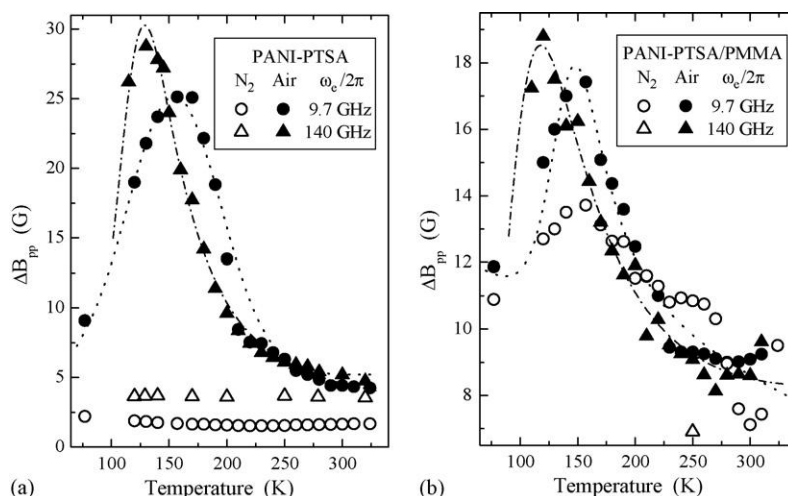 PANI-PTSA
N₂ Air ωₑ/2π
9.7 GHz
140 GHz
30
25
20
15
10
5
0
ΔBₚₚ (G)
100 150 200 250 300
Temperature (K)
(a)
PANI-PTSA/PMMA
N₂ Air ωₑ/2π
9.7 GHz
140 GHz
18
16
14
12
10
8
ΔBₚₚ (G)
100 150 200 250 300
Temperature (K)
(b)